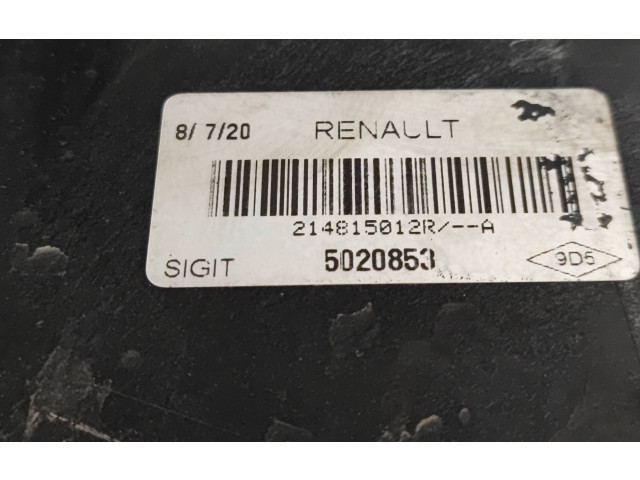 8/ 7/20 RENAULT
214815012R/--A
SIGIT 5020853 9D5